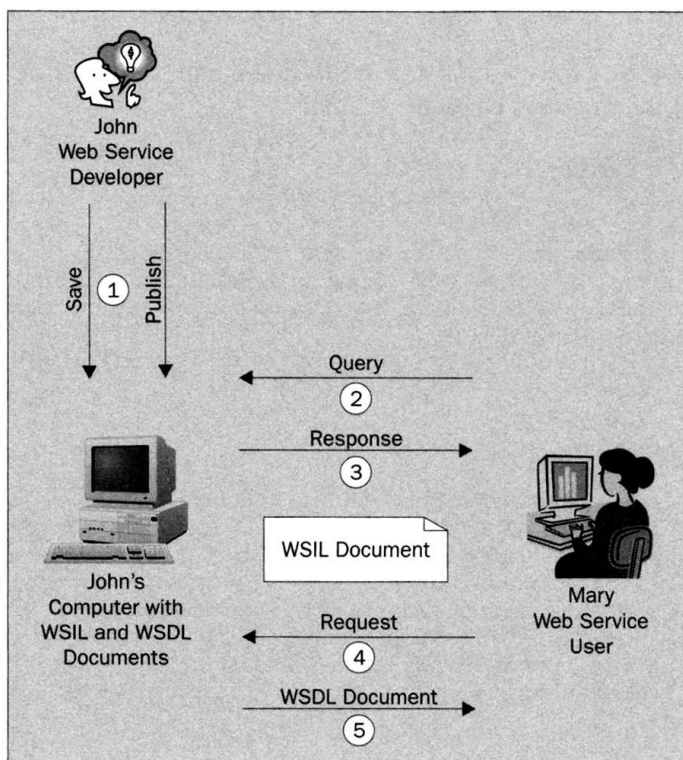 John
Web Service
Developer
Save
1
Publish
Query
2
Response
3
WSIL Document
John's
Computer with
WSIL and WSDL
Documents
Mary
Web Service
User
Request
4
WSDL Document
5